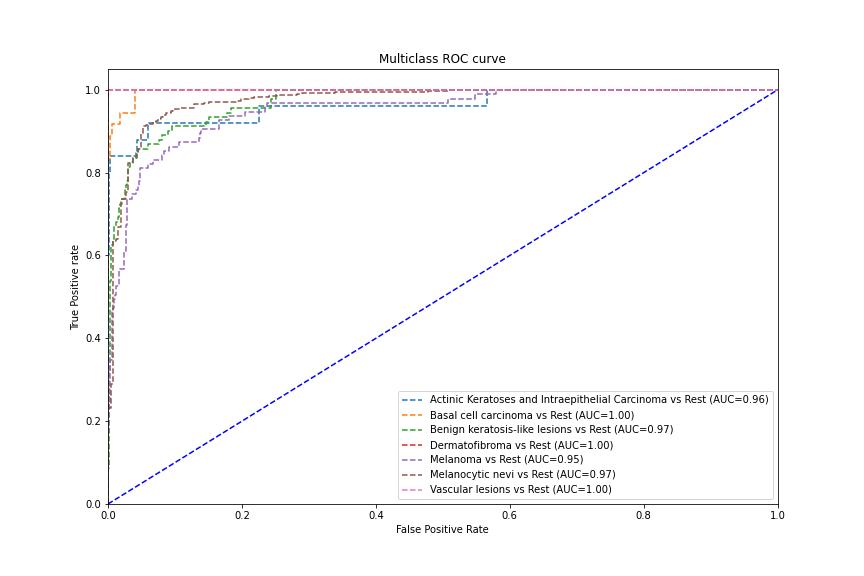 Multiclass ROC curve
True Positive rate
1.0
0.8
0.6
0.4
0.2
0.0
Actinic Keratoses and Intraepithelial Carcinoma vs Rest (AUC=0.96)
Basal cell carcinoma vs Rest (AUC=1.00)
Benign keratosis-like lesions vs Rest (AUC=0.97)
Dermatofibroma vs Rest (AUC=1.00)
Melanoma vs Rest (AUC=0.95)
Melanocytic nevi vs Rest (AUC=0.97)
Vascular lesions vs Rest (AUC=1.00)
0.0 0.2 0.4 0.6 0.8 1.0
False Positive Rate